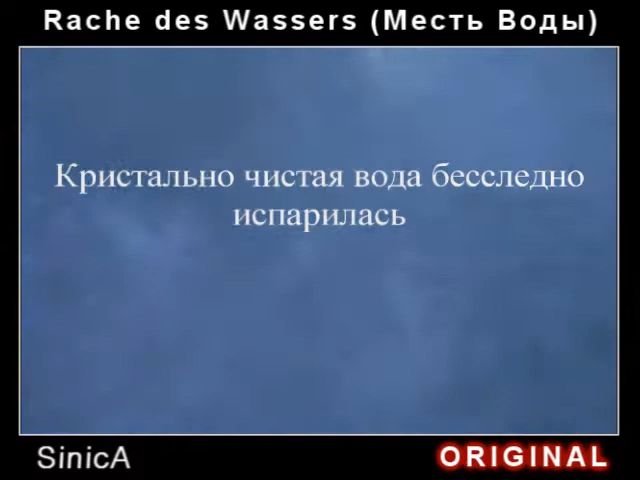 Rache des Wassers (Месть Воды)
Кристально чистая вода бесследно
испарилась
SinicA
ORIGINAL